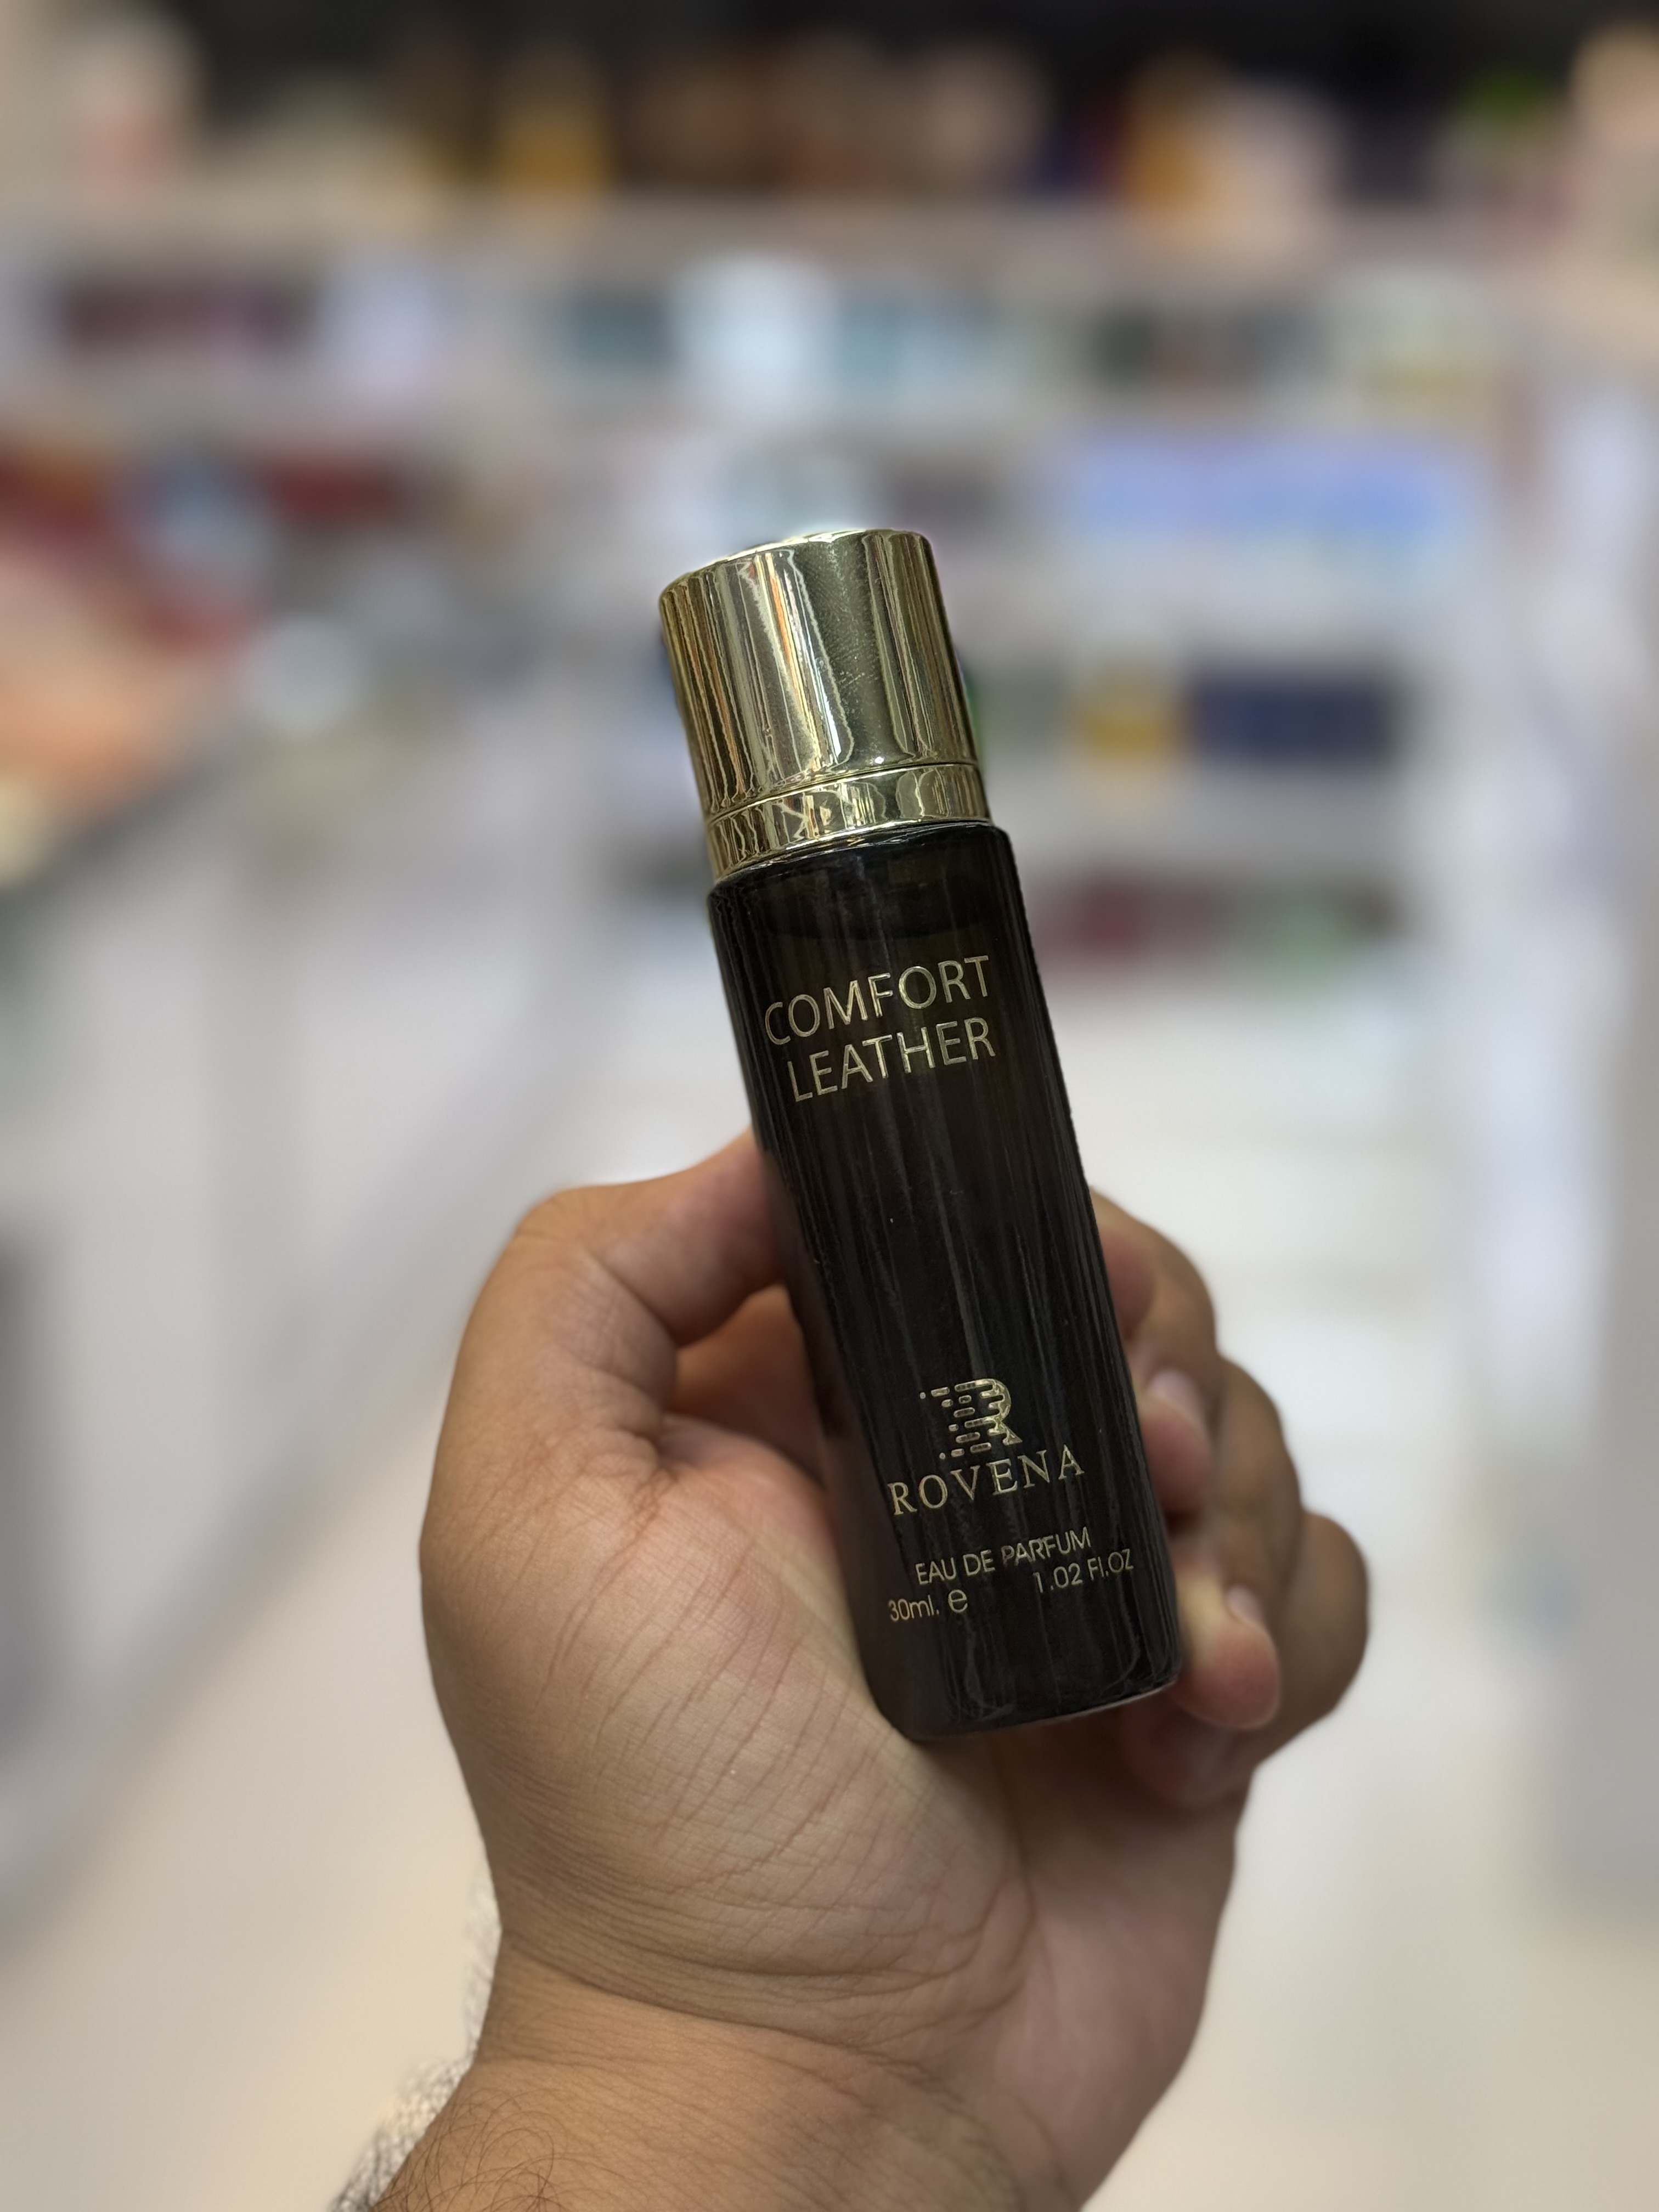 COMFORT
LEATHER
R
ROVENA
EAU DE PARFUM
30ml. e 1.02 Fl.OZ